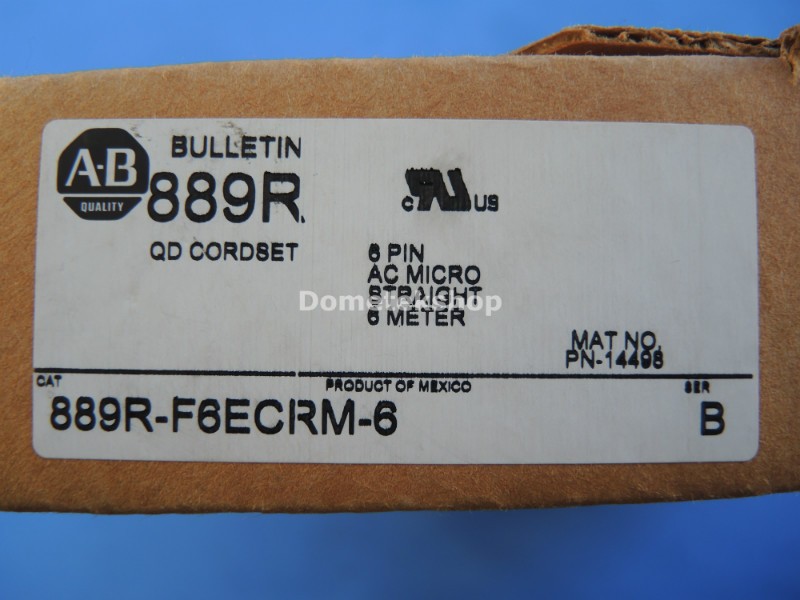 A-B
QUALITY
BULLETIN
889R
QD CORDSET
c RU US
6 PIN
AC MICRO
STRAIGHT
6 METER
Dometekshop
MAT NO.
PN-14498
CAT
PRODUCT OF MEXICO
SER
889R-F6ECRM-6
B